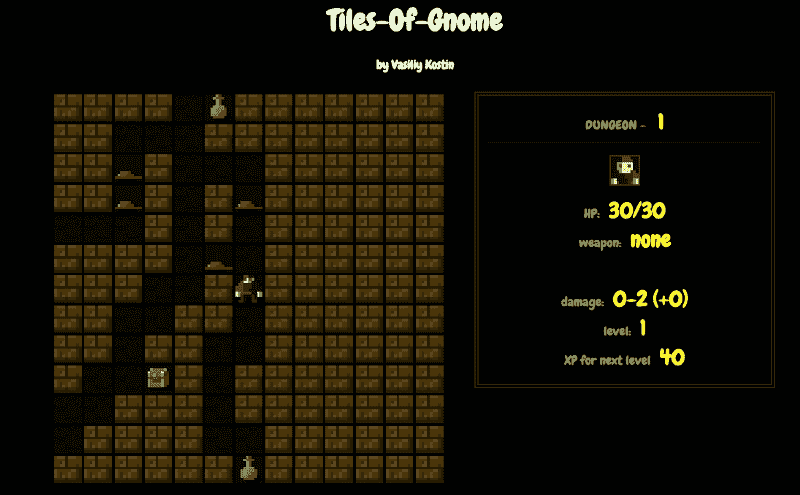 Tiles-Of-Gnome
by Vasiliy Kostin
DUNGEON - 1
HP: 30/30
weapon: none
damage: 0-2 (+0)
level: 1
XP for next level 40